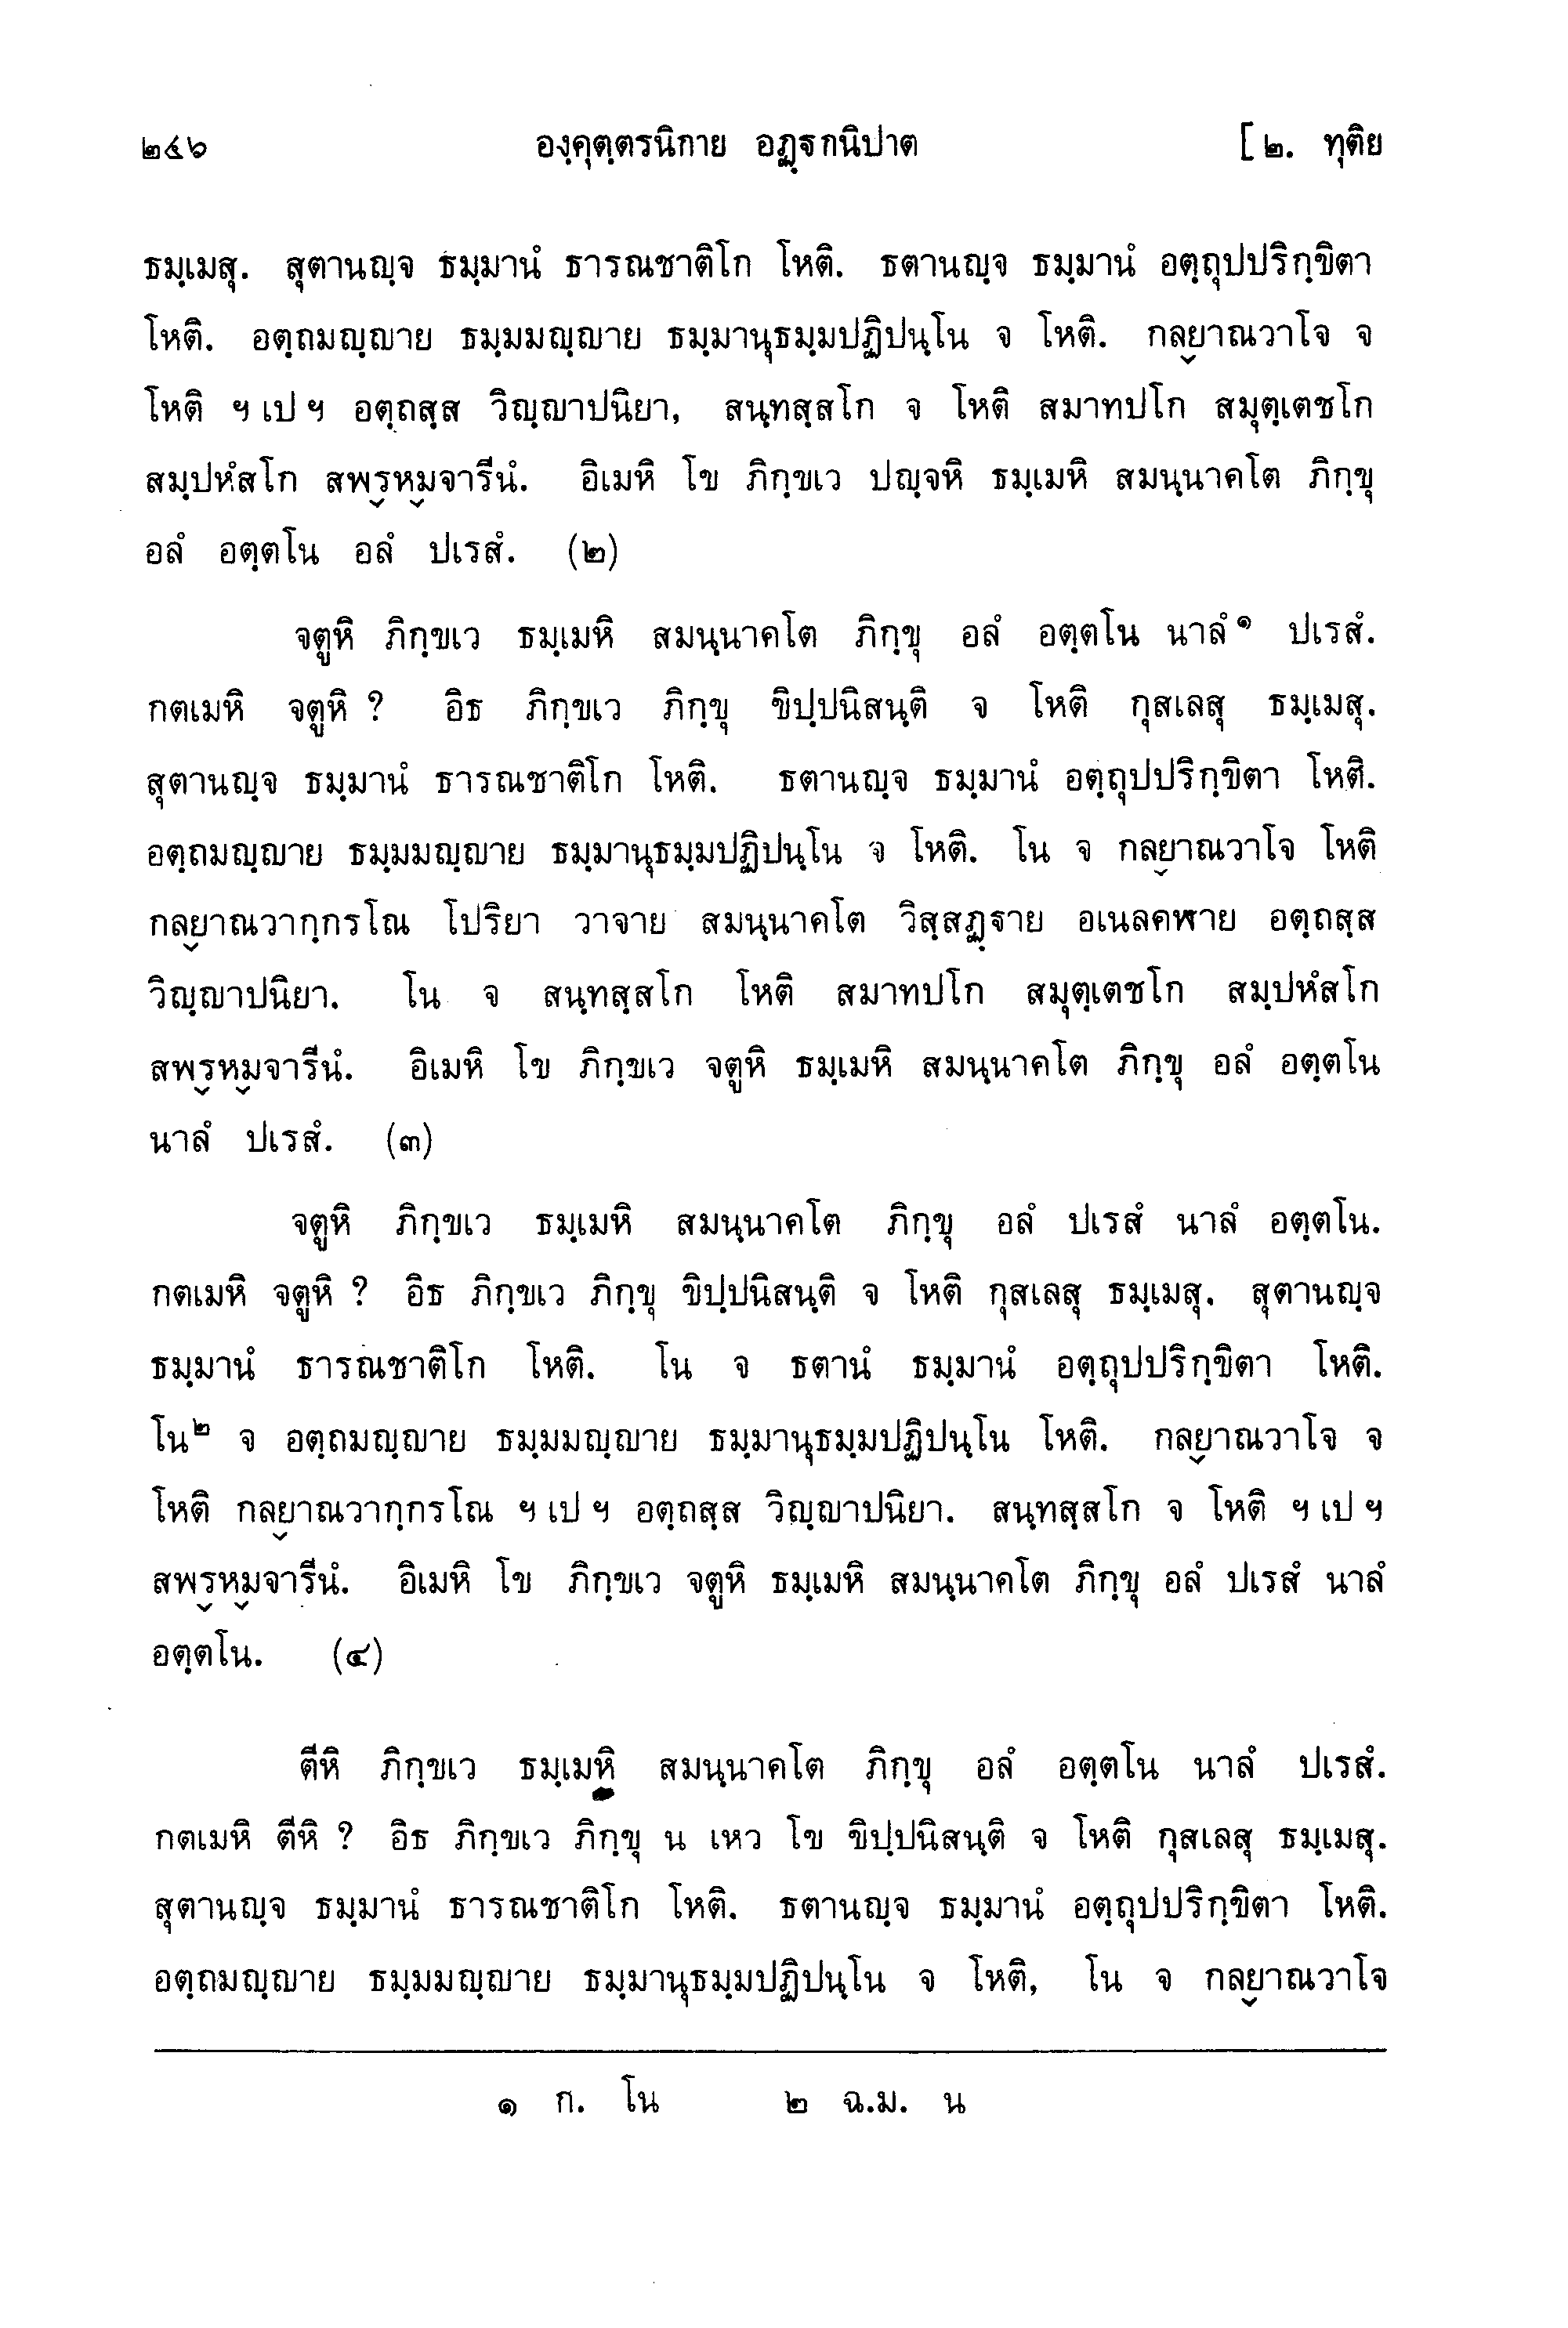 ๒๔๖ องฺคุตฺตรนิกาย อฏฺฐกนิปาต [ ๒. ทุติย
ธมฺเมสุ. สุตานญฺจ ธมฺมานํ ธารณชาติโก โหติ. ธตานญฺจ ธมฺมานํ อตฺถุปปริกฺขิตา
โหติ. อตฺถมญฺญาย ธมฺมมญฺญาย ธมฺมานุธมฺมปฏิปนฺโน จ โหติ. กลฺยาณวาโจ จ
โหติ ฯ เป ฯ อตฺถสฺส วิญฺญาปนิยา, สนฺทสฺสโก จ โหติ สมาทปโก สมุตฺเตชโก
สมฺปหํสโก สพฺรหฺมจารีนํ. อิเมหิ โข ภิกฺขเว ปญฺจหิ ธมฺเมหิ สมนฺนาคโต ภิกฺขุ
อลํ อตฺตโน อลํ ปเรสํ. (๒)
จตูหิ ภิกฺขเว ธมฺเมหิ สมนฺนาคโต ภิกฺขุ อลํ อตฺตโน นาลํ๑ ปเรสํ.
กตเมหิ จตูหิ ? อิธ ภิกฺขเว ภิกฺขุ ขิปฺปนิสนฺติ จ โหติ กุสเลสุ ธมฺเมสุ.
สุตานญฺจ ธมฺมานํ ธารณชาติโก โหติ. ธตานญฺจ ธมฺมานํ อตฺถุปปริกฺขิตา โหติ.
อตฺถมญฺญาย ธมฺมมญฺญาย ธมฺมานุธมฺมปฏิปนฺโน จ โหติ. โน จ กลฺยาณวาโจ โหติ
กลฺยาณวากฺกรโณ โปริยา วาจาย สมนฺนาคโต วิสฺสฏฺฐาย อเนลคฬาย อตฺถสฺส
วิญฺญาปนิยา. โน จ สนฺทสฺสโก โหติ สมาทปโก สมุตฺเตชโก สมฺปหํสโก
สพฺรหฺมจารีนํ. อิเมหิ โข ภิกฺขเว จตูหิ ธมฺเมหิ สมนฺนาคโต ภิกฺขุ อลํ อตฺตโน
นาลํ ปเรสํ. (๓)
จตูหิ ภิกฺขเว ธมฺเมหิ สมนฺนาคโต ภิกฺขุ อลํ ปเรสํ นาลํ อตฺตโน.
กตเมหิ จตูหิ ? อิธ ภิกฺขเว ภิกฺขุ ขิปฺปนิสนฺติ จ โหติ กุสเลสุ ธมฺเมสุ. สุตานญฺจ
ธมฺมานํ ธารณชาติโก โหติ. โน จ ธตานํ ธมฺมานํ อตฺถุปปริกฺขิตา โหติ.
โน๒ จ อตฺถมญฺญาย ธมฺมมญฺญาย ธมฺมานุธมฺมปฏิปนฺโน โหติ. กลฺยาณวาโจ จ
โหติ กลฺยาณวากฺกรโณ ฯ เป ฯ อตฺถสฺส วิญฺญาปนิยา. สนฺทสฺสโก จ โหติ ฯ เป ฯ
สพฺรหฺมจารีนํ. อิเมหิ โข ภิกฺขเว จตูหิ ธมฺเมหิ สมนฺนาคโต ภิกฺขุ อลํ ปเรสํ นาลํ
อตฺตโน. (๔)
ตีหิ ภิกฺขเว ธมฺเมหิ สมนฺนาคโต ภิกฺขุ อลํ อตฺตโน นาลํ ปเรสํ.
กตเมหิ ตีหิ ? อิธ ภิกฺขเว ภิกฺขุ น เหว โข ขิปฺปนิสนฺติ จ โหติ กุสเลสุ ธมฺเมสุ.
สุตานญฺจ ธมฺมานํ ธารณชาติโก โหติ. ธตานญฺจ ธมฺมานํ อตฺถุปปริกฺขิตา โหติ.
อตฺถมญฺญาย ธมฺมมญฺญาย ธมฺมานุธมฺมปฏิปนฺโน จ โหติ, โน จ กลฺยาณวาโจ
๑ ก. โน ๒ ฉ.ม. น